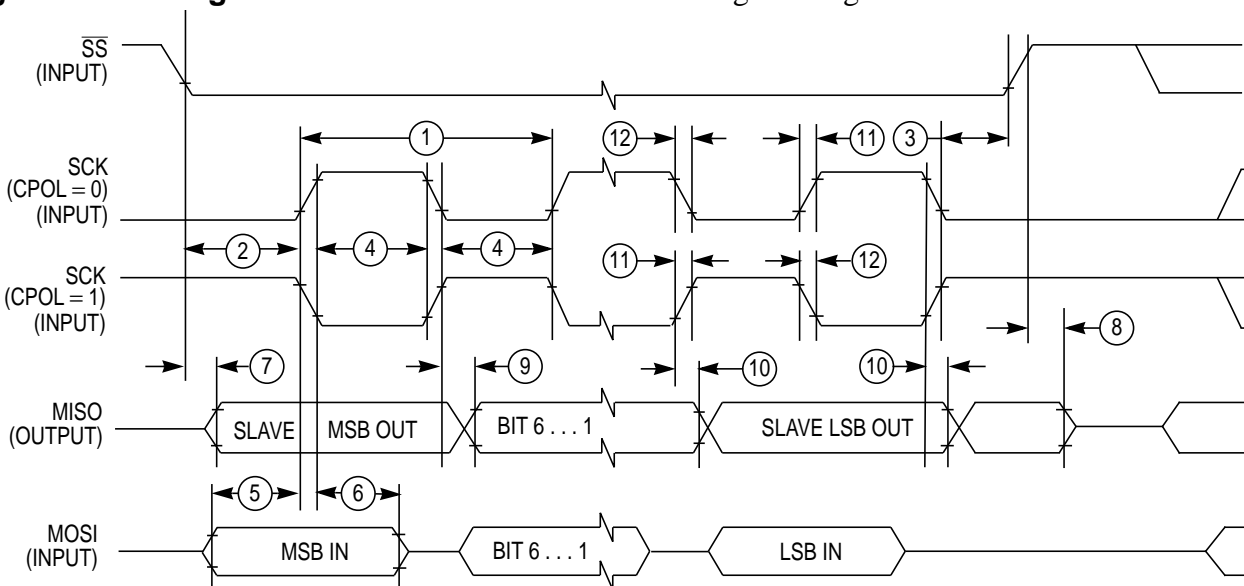 SS
(INPUT)
1
12
11
3
SCK
(CPOL = 0)
(INPUT)
2
4
4
SCK
(CPOL = 1)
(INPUT)
11
12
8
7
9
10
10
MISO
(OUTPUT)
SLAVE
MSB OUT
BIT 6 . . . 1
SLAVE LSB OUT
5
6
MOSI
(INPUT)
MSB IN
BIT 6 . . . 1
LSB IN